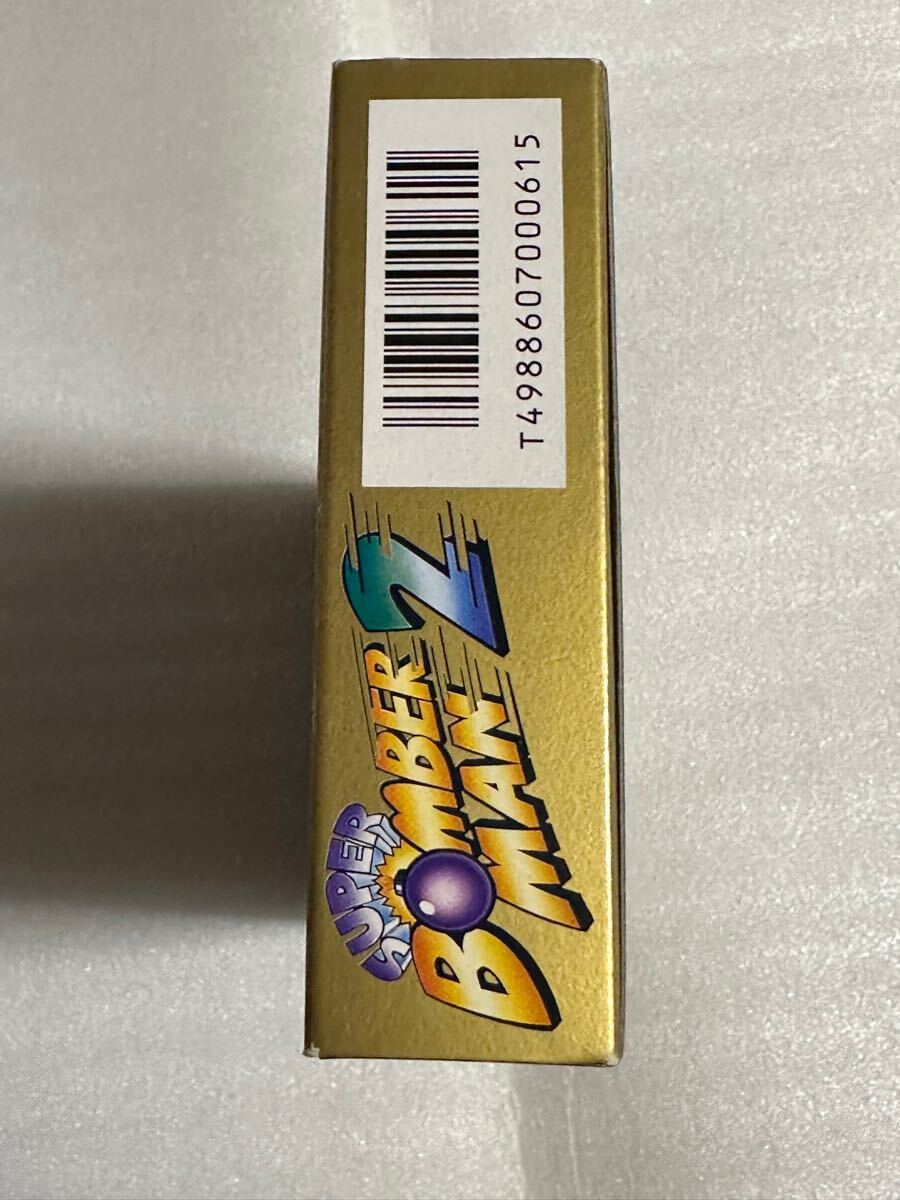 SUPER
BOMBER
MAN 2
T4988607000615